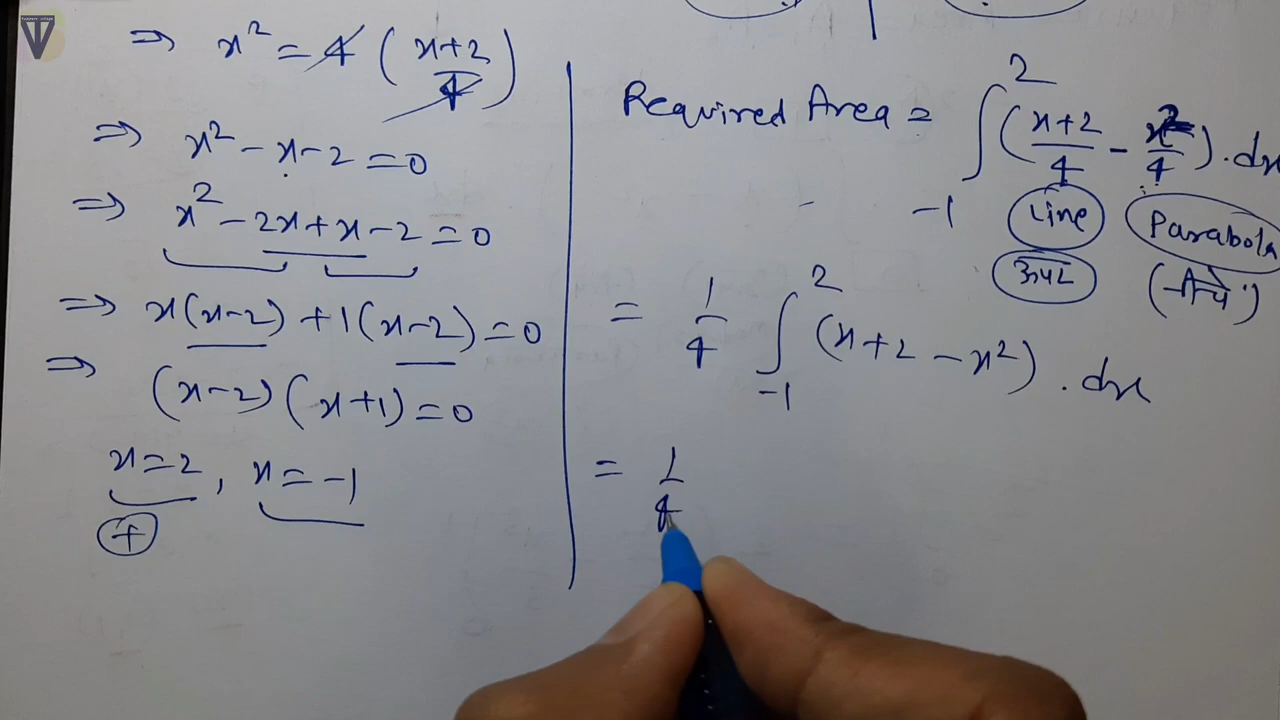 ⇒ x² = 4 (x+2/4)
⇒ x² - x - 2 = 0
⇒ x² - 2x + x - 2 = 0
⇒ x(x-2) + 1(x-2) = 0
⇒ (x-2)(x+1) = 0
x = 2, x = -1
+
Required Area = ∫₋₁² (x+2/4 - x²/4) . dx
Line Parabola
= 1/4 ∫₋₁² (x+2-x²) . dx
= 1/4